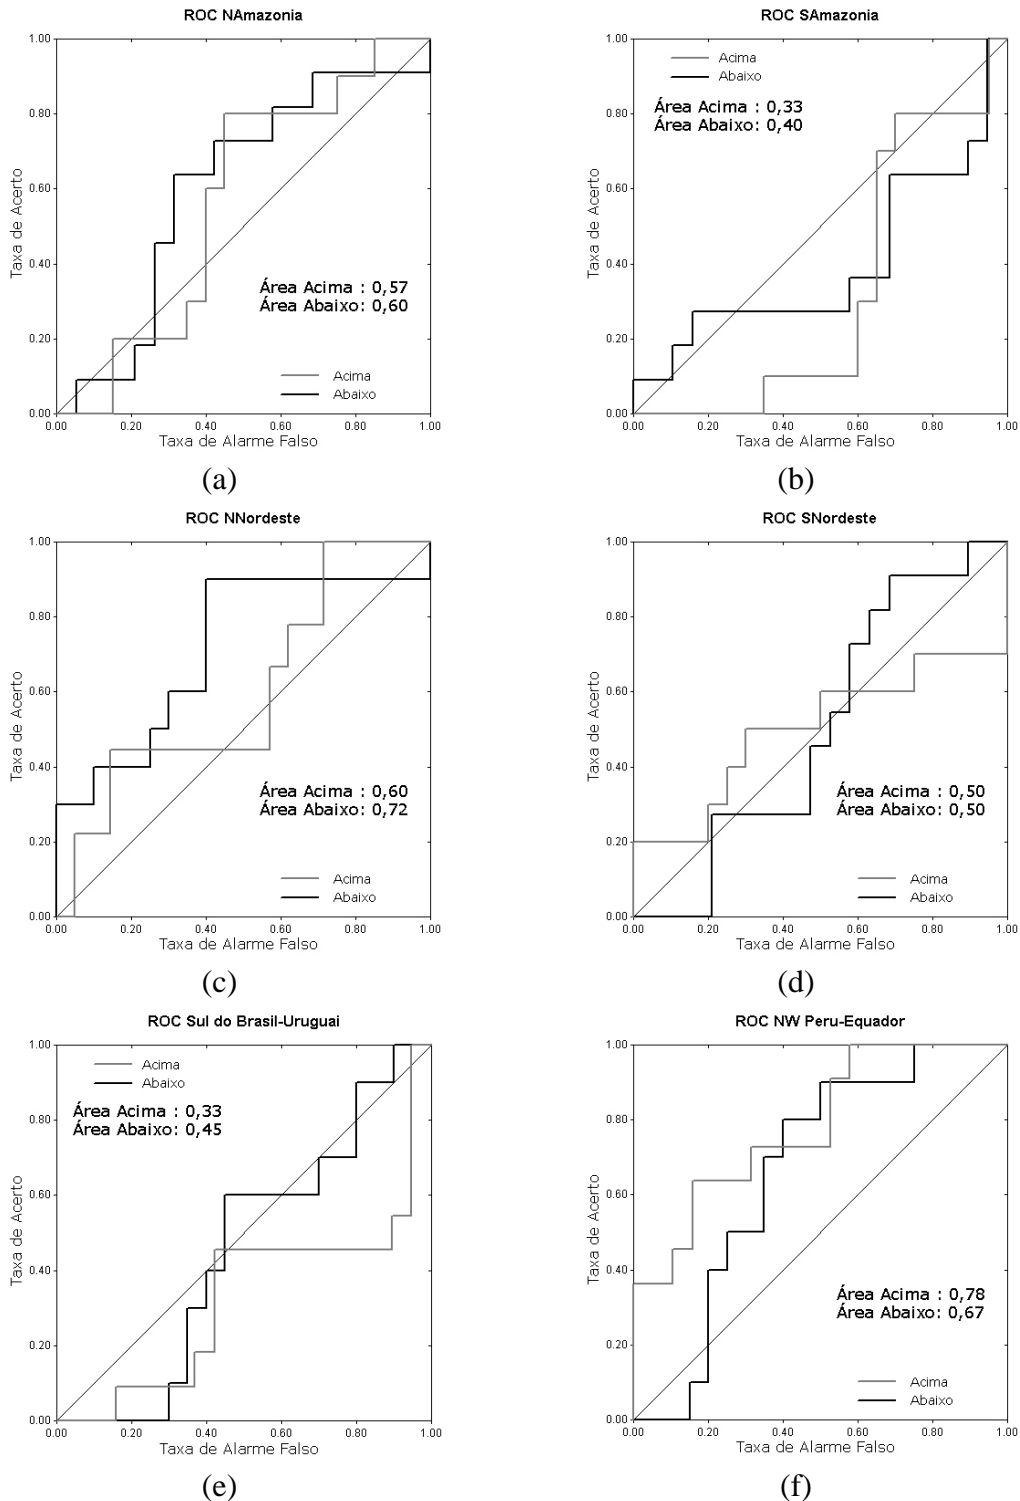 ROC NAmazonia
1.00
0.80
0.60
0.40
0.20
0.00
Taxa de Acerto
Área Acima : 0,57
Área Abaixo: 0,60
Acima
Abaixo
0.00 0.20 0.40 0.60 0.80 1.00
Taxa de Alarme Falso
(a)
ROC SAmazonia
1.00
0.80
0.60
0.40
0.20
0.00
Taxa de Acerto
Acima
Abaixo
Área Acima : 0,33
Área Abaixo: 0,40
0.00 0.20 0.40 0.60 0.80 1.00
Taxa de Alarme Falso
(b)
ROC NNordeste
1.00
0.80
0.60
0.40
0.20
0.00
Taxa de Acerto
Área Acima : 0,60
Área Abaixo: 0,72
Acima
Abaixo
0.00 0.20 0.40 0.60 0.80 1.00
Taxa de Alarme Falso
(c)
ROC SNordeste
1.00
0.80
0.60
0.40
0.20
0.00
Taxa de Acerto
Área Acima : 0,50
Área Abaixo: 0,50
Acima
Abaixo
0.00 0.20 0.40 0.60 0.80 1.00
Taxa de Alarme Falso
(d)
ROC Sul do Brasil-Uruguai
1.00
0.80
0.60
0.40
0.20
0.00
Taxa de Acerto
Acima
Abaixo
Área Acima : 0,33
Área Abaixo: 0,45
0.00 0.20 0.40 0.60 0.80 1.00
Taxa de Alarme Falso
(e)
ROC NW Peru-Equador
1.00
0.80
0.60
0.40
0.20
0.00
Taxa de Acerto
Área Acima : 0,78
Área Abaixo: 0,67
Acima
Abaixo
0.00 0.20 0.40 0.60 0.80 1.00
Taxa de Alarme Falso
(f)